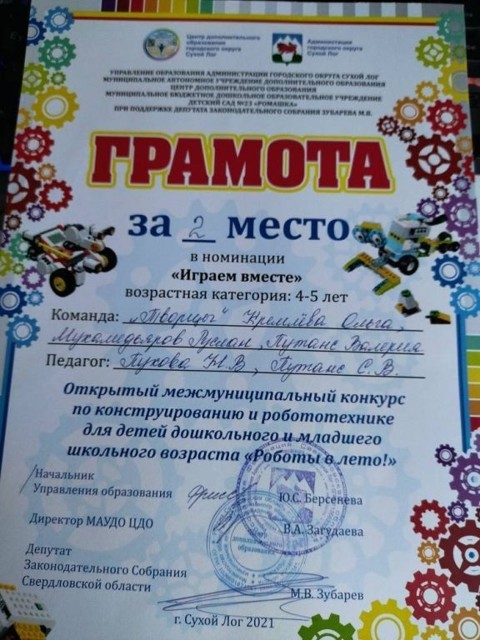 Центр дополнительного
образования
городского округа
Сухой Лог
Администрация
городского округа
Сухой Лог
УПРАВЛЕНИЕ ОБРАЗОВАНИЯ АДМИНИСТРАЦИИ ГОРОДСКОГО ОКРУГА СУХОЙ ЛОГ
МУНИЦИПАЛЬНОЕ АВТОНОМНОЕ УЧРЕЖДЕНИЕ ДОПОЛНИТЕЛЬНОГО ОБРАЗОВАНИЯ
ЦЕНТР ДОПОЛНИТЕЛЬНОГО ОБРАЗОВАНИЯ
МУНИЦИПАЛЬНОЕ БЮДЖЕТНОЕ ДОШКОЛЬНОЕ ОБРАЗОВАТЕЛЬНОЕ УЧРЕЖДЕНИЕ
ДЕТСКИЙ САД №23 «РОМАШКА»
ПРИ ПОДДЕРЖКЕ ДЕПУТАТА ЗАКОНОДАТЕЛЬНОГО СОБРАНИЯ ЗУБАРЕВА М.В.
ГРАМОТА
за 2 место
в номинации
«Играем вместе»
возрастная категория: 4-5 лет
Команда: „Творцы" Кремлёва Ольга,
Мухамедьяров Руслан, Путанс Валерия
Педагог: Пухова Н.В, Путанс С.В.
Открытый межмуниципальный конкурс
по конструированию и робототехнике
для детей дошкольного и младшего
школьного возраста «Роботы в лето!»
Начальник
Управления образования Ю.С. Берсенева
Директор МАУДО ЦДО В.А. Загудаева
Депутат
Законодательного Собрания
Свердловской области М.В. Зубарев
г. Сухой Лог 2021